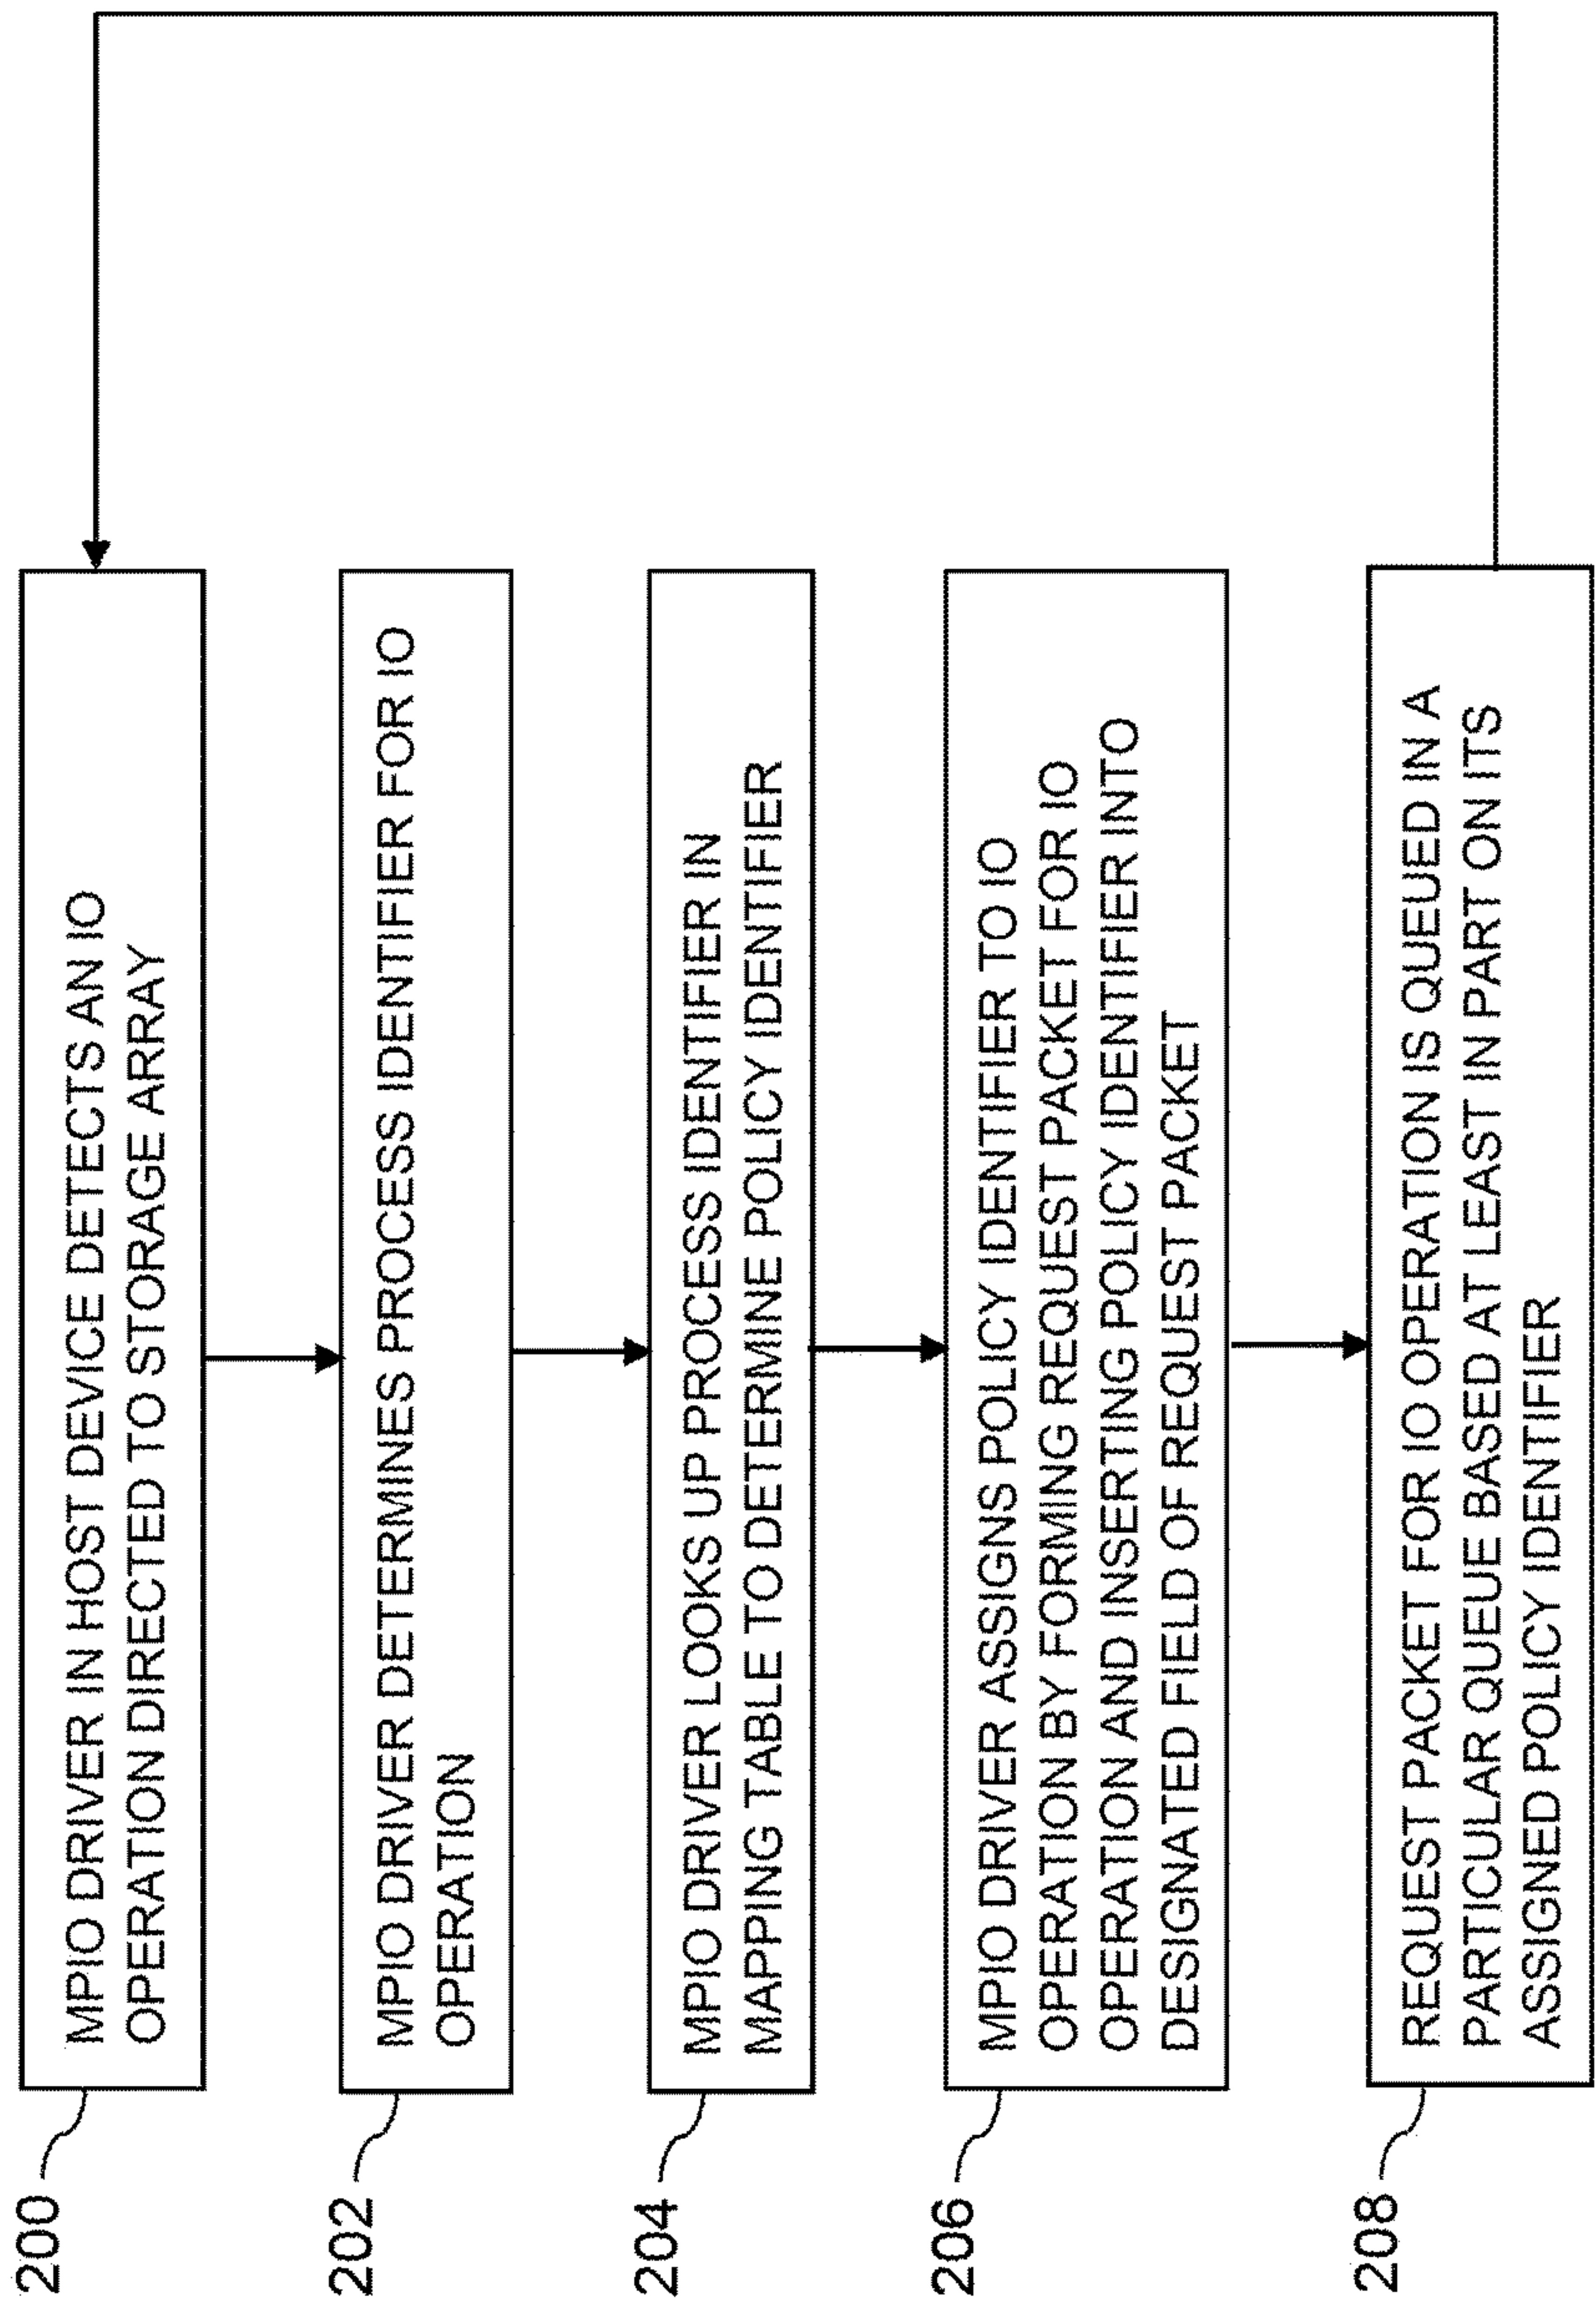 200
MPIO DRIVER IN HOST DEVICE DETECTS AN IO
OPERATION DIRECTED TO STORAGE ARRAY
202
MPIO DRIVER DETERMINES PROCESS IDENTIFIER FOR IO
OPERATION
204
MPIO DRIVER LOOKS UP PROCESS IDENTIFIER IN
MAPPING TABLE TO DETERMINE POLICY IDENTIFIER
206
MPIO DRIVER ASSIGNS POLICY IDENTIFIER TO IO
OPERATION BY FORMING REQUEST PACKET FOR IO
OPERATION AND INSERTING POLICY IDENTIFIER INTO
DESIGNATED FIELD OF REQUEST PACKET
208
REQUEST PACKET FOR IO OPERATION IS QUEUED IN A
PARTICULAR QUEUE BASED AT LEAST IN PART ON ITS
ASSIGNED POLICY IDENTIFIER